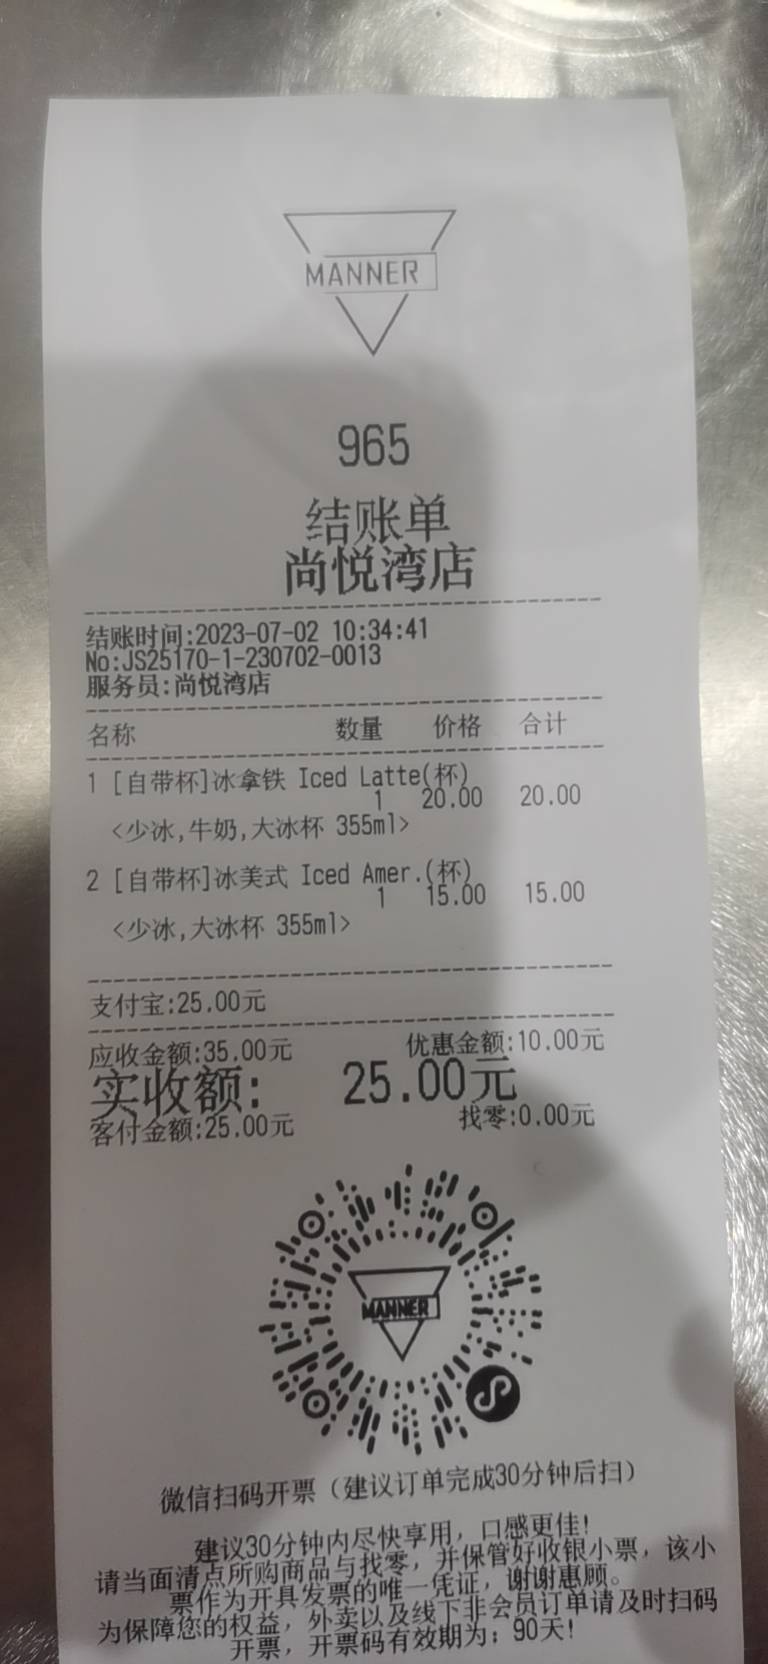 MANNER
965
结账单
尚悦湾店
结账时间:2023-07-02 10:34:41
No:JS25170-1-230702-0013
服务员:尚悦湾店
名称 数量 价格 合计
1 [自带杯]冰拿铁 Iced Latte(杯)
1 20.00 20.00
<少冰,牛奶,大冰杯 355ml>
2 [自带杯]冰美式 Iced Amer.(杯)
1 15.00 15.00
<少冰,大冰杯 355ml>
支付宝:25.00元
应收金额:35.00元 优惠金额:10.00元
实收额: 25.00元
客付金额:25.00元 找零:0.00元
MANNER
微信扫码开票（建议订单完成30分钟后扫）
建议30分钟内尽快享用，口感更佳!
请当面清点所购商品与找零，并保管好收银小票，该小
票作为开具发票的唯一凭证，谢谢惠顾。
为保障您的权益，外卖以及线下非会员订单请及时扫码
开票，开票码有效期为：90天!